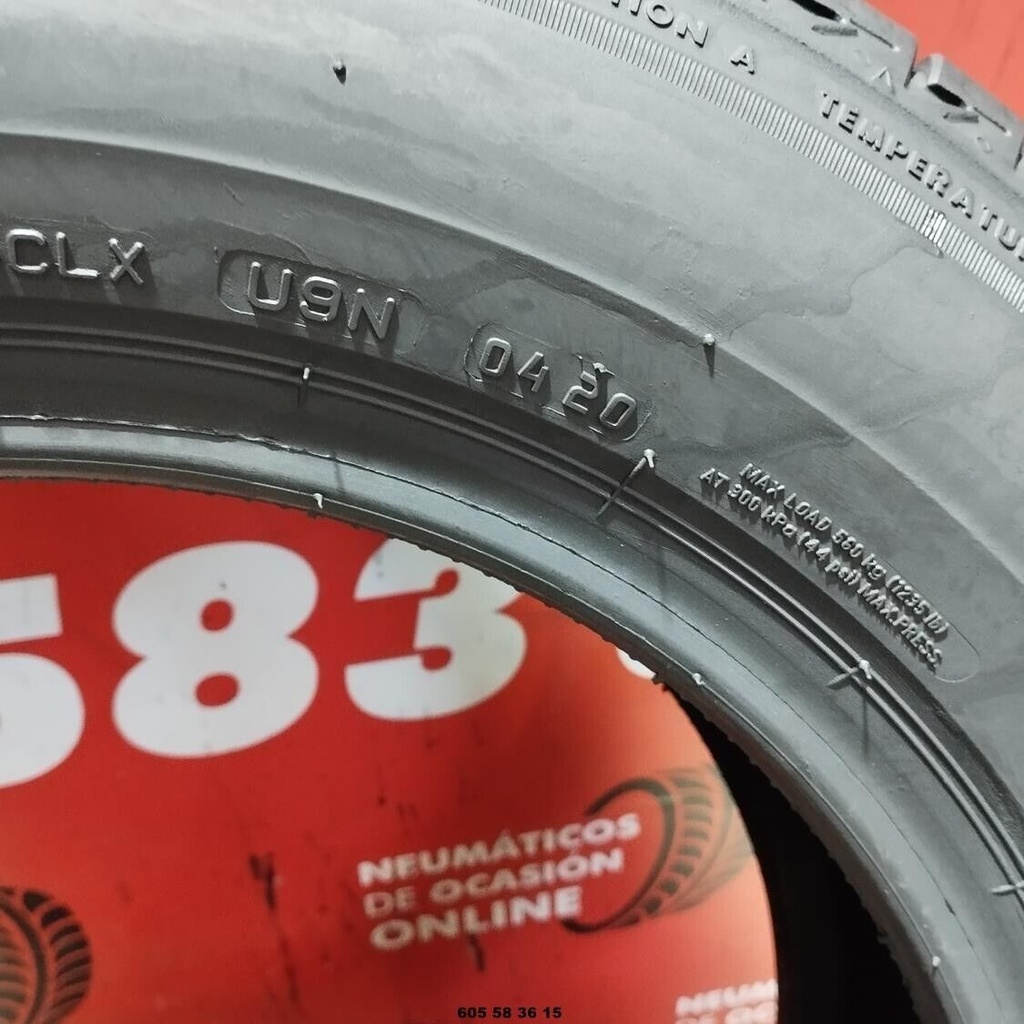 TION A TEMPERATU
CLX U9N 0420
MAX LOAD 560 kg (1235 lb)
AT 300 kPa (44 psi) MAX.PRESS.
583
NEUMÁTICOS
DE OCASIÓN
ONLINE
NEUM
605 58 36 15